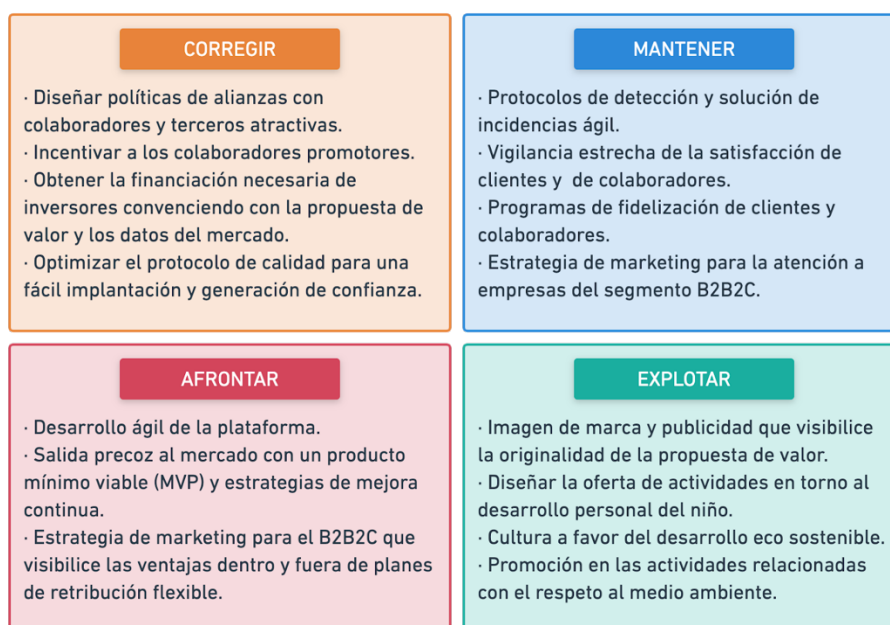 CORREGIR
· Diseñar políticas de alianzas con
colaboradores y terceros atractivas.
· Incentivar a los colaboradores promotores.
· Obtener la financiación necesaria de
inversores convenciendo con la propuesta de
valor y los datos del mercado.
· Optimizar el protocolo de calidad para una
fácil implantación y generación de confianza.
MANTENER
· Protocolos de detección y solución de
incidencias ágil.
· Vigilancia estrecha de la satisfacción de
clientes y de colaboradores.
· Programas de fidelización de clientes y
colaboradores.
· Estrategia de marketing para la atención a
empresas del segmento B2B2C.
AFRONTAR
· Desarrollo ágil de la plataforma.
· Salida precoz al mercado con un producto
mínimo viable (MVP) y estrategias de mejora
continua.
· Estrategia de marketing para el B2B2C que
visibilice las ventajas dentro y fuera de planes
de retribución flexible.
EXPLOTAR
· Imagen de marca y publicidad que visibilice
la originalidad de la propuesta de valor.
· Diseñar la oferta de actividades en torno al
desarrollo personal del niño.
· Cultura a favor del desarrollo eco sostenible.
· Promoción en las actividades relacionadas
con el respeto al medio ambiente.